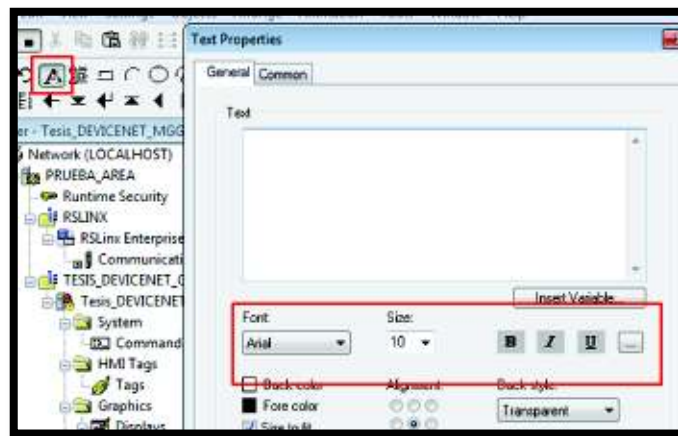 Text Properties
General Common
Text
er - Tesis_DEVICENET_MGG
Network (LOCALHOST)
PRUEBA_AREA
Runtime Security
RSLINX
RSLinx Enterprise
Communicati
TESIS_DEVICENET_
Tesis_DEVICENET
System
Command
HMI Tags
Tags
Graphics
Displays
Insert Variable...
Font: Size:
Arial 10 B I U ...
Back color Alignment: Back style:
Fore color Transparent
Size to fit